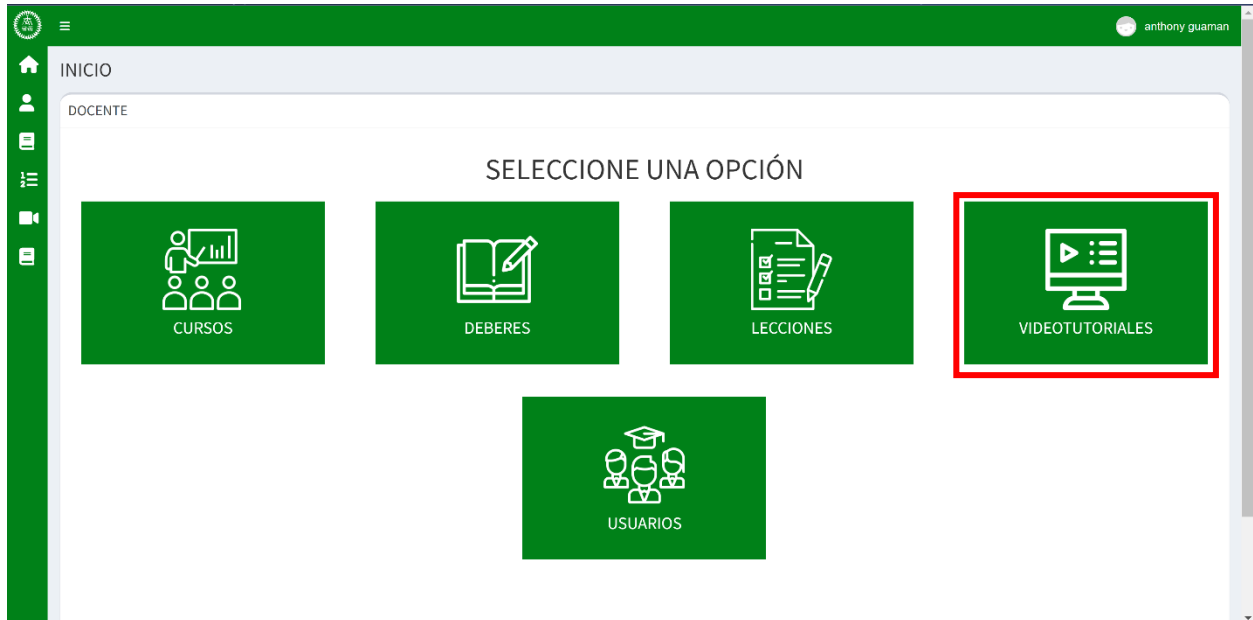 anthony guaman
INICIO
DOCENTE
SELECCIONE UNA OPCIÓN
CURSOS
DEBERES
LECCIONES
VIDEOTUTORIALES
USUARIOS